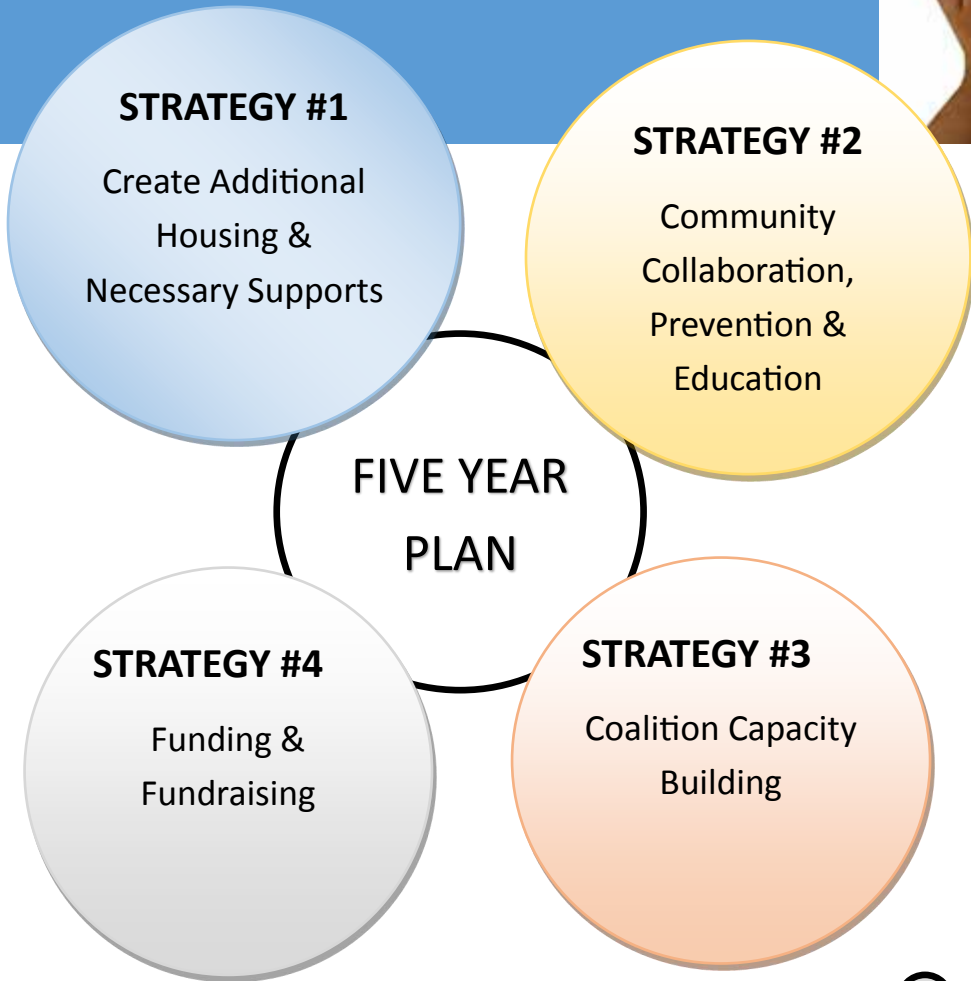 STRATEGY #1
Create Additional
Housing &
Necessary Supports
STRATEGY #2
Community
Collaboration,
Prevention &
Education
FIVE YEAR
PLAN
STRATEGY #4
Funding &
Fundraising
STRATEGY #3
Coalition Capacity
Building